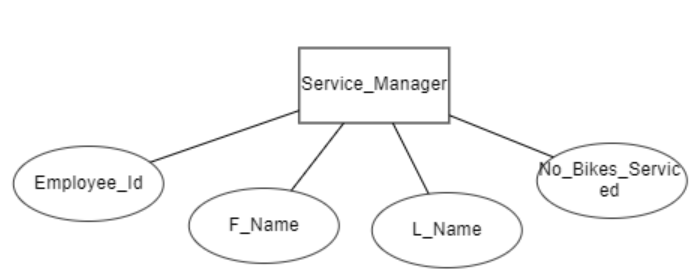 Service_Manager
Employee_Id
F_Name
L_Name
No_Bikes_Servic
ed